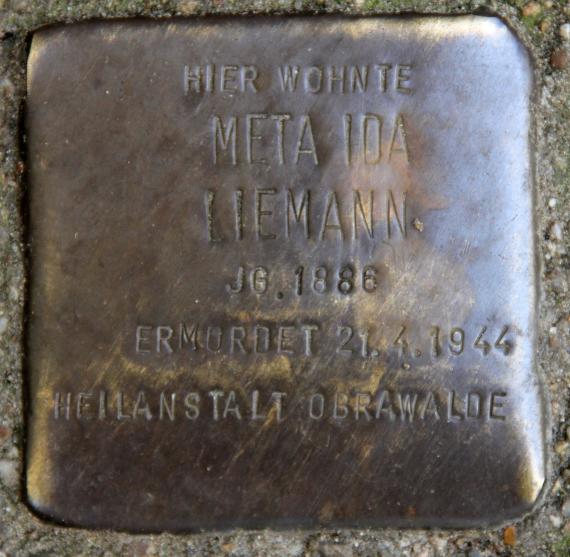 HIER WOHNTE
META IDA
LIEMANN
JG. 1886
ERMORDET 21.4.1944
HEILANSTALT OBRAWALDE